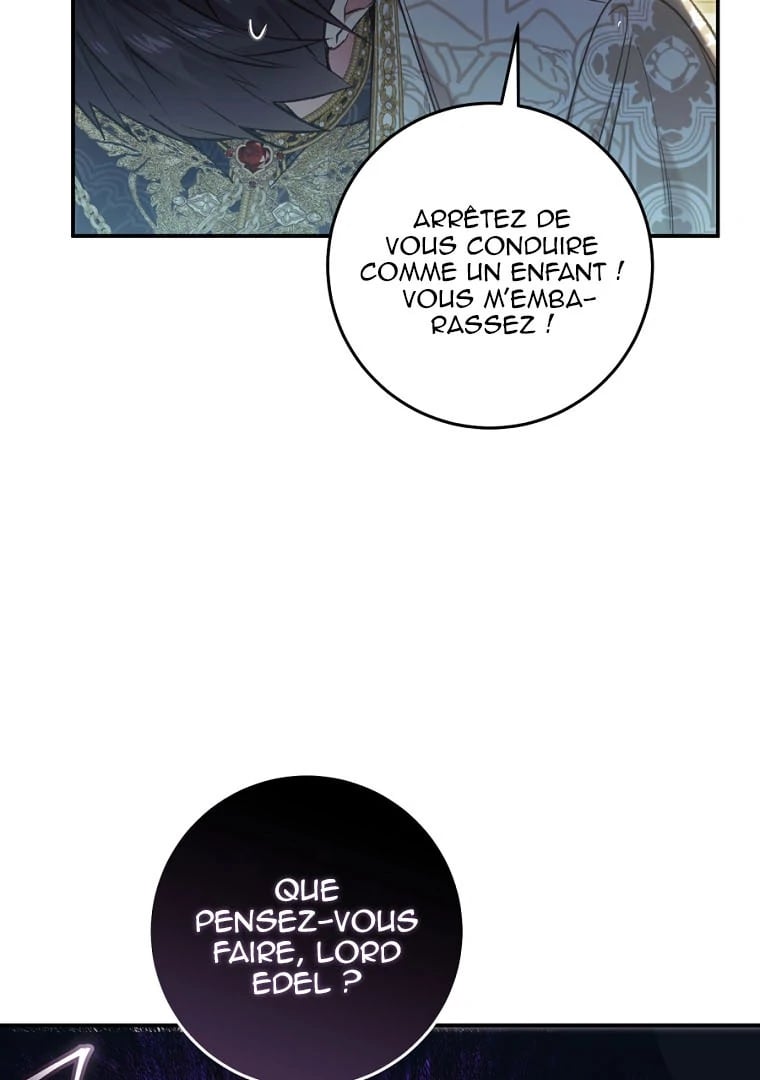 ARRÊTEZ DE
VOUS CONDUIRE
COMME UN ENFANT !
VOUS M'EMBA-
RASSEZ !
QUE
PENSEZ-VOUS
FAIRE, LORD
EDEL ?